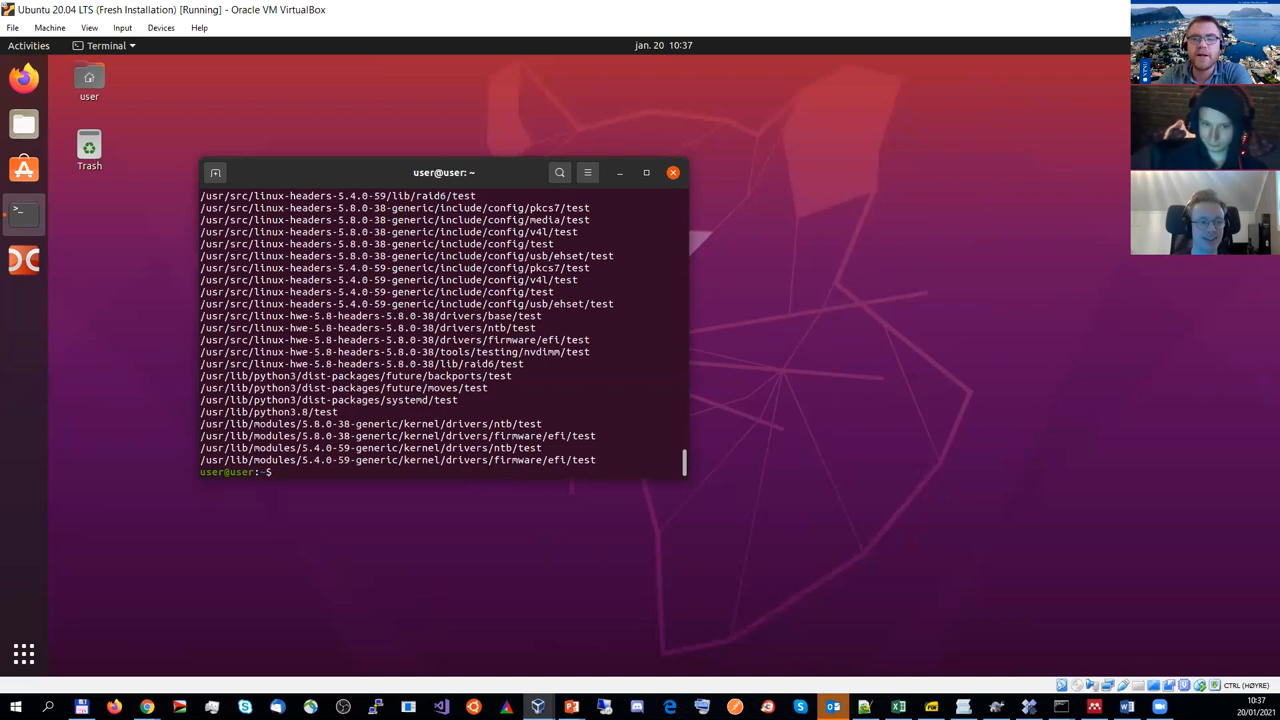 Ubuntu 20.04 LTS (Fresh Installation) [Running] - Oracle VM VirtualBox
File Machine View Input Devices Help
Activities Terminal jan. 20 10:37
user
Trash
user@user: ~
/usr/src/linux-headers-5.4.0-59/lib/raid6/test
/usr/src/linux-headers-5.8.0-38-generic/include/config/pkcs7/test
/usr/src/linux-headers-5.8.0-38-generic/include/config/media/test
/usr/src/linux-headers-5.8.0-38-generic/include/config/v4l/test
/usr/src/linux-headers-5.8.0-38-generic/include/config/test
/usr/src/linux-headers-5.8.0-38-generic/include/config/usb/ehset/test
/usr/src/linux-headers-5.4.0-59-generic/include/config/pkcs7/test
/usr/src/linux-headers-5.4.0-59-generic/include/config/v4l/test
/usr/src/linux-headers-5.4.0-59-generic/include/config/test
/usr/src/linux-headers-5.4.0-59-generic/include/config/usb/ehset/test
/usr/src/linux-hwe-5.8-headers-5.8.0-38/drivers/base/test
/usr/src/linux-hwe-5.8-headers-5.8.0-38/drivers/ntb/test
/usr/src/linux-hwe-5.8-headers-5.8.0-38/drivers/firmware/efi/test
/usr/src/linux-hwe-5.8-headers-5.8.0-38/tools/testing/nvdimm/test
/usr/src/linux-hwe-5.8-headers-5.8.0-38/lib/raid6/test
/usr/lib/python3/dist-packages/future/backports/test
/usr/lib/python3/dist-packages/future/moves/test
/usr/lib/python3/dist-packages/systemd/test
/usr/lib/python3.8/test
/usr/lib/modules/5.8.0-38-generic/kernel/drivers/ntb/test
/usr/lib/modules/5.8.0-38-generic/kernel/drivers/firmware/efi/test
/usr/lib/modules/5.4.0-59-generic/kernel/drivers/ntb/test
/usr/lib/modules/5.4.0-59-generic/kernel/drivers/firmware/efi/test
user@user:~$
NTNU
CTRL (HØYRE)
10:37
20/01/2021